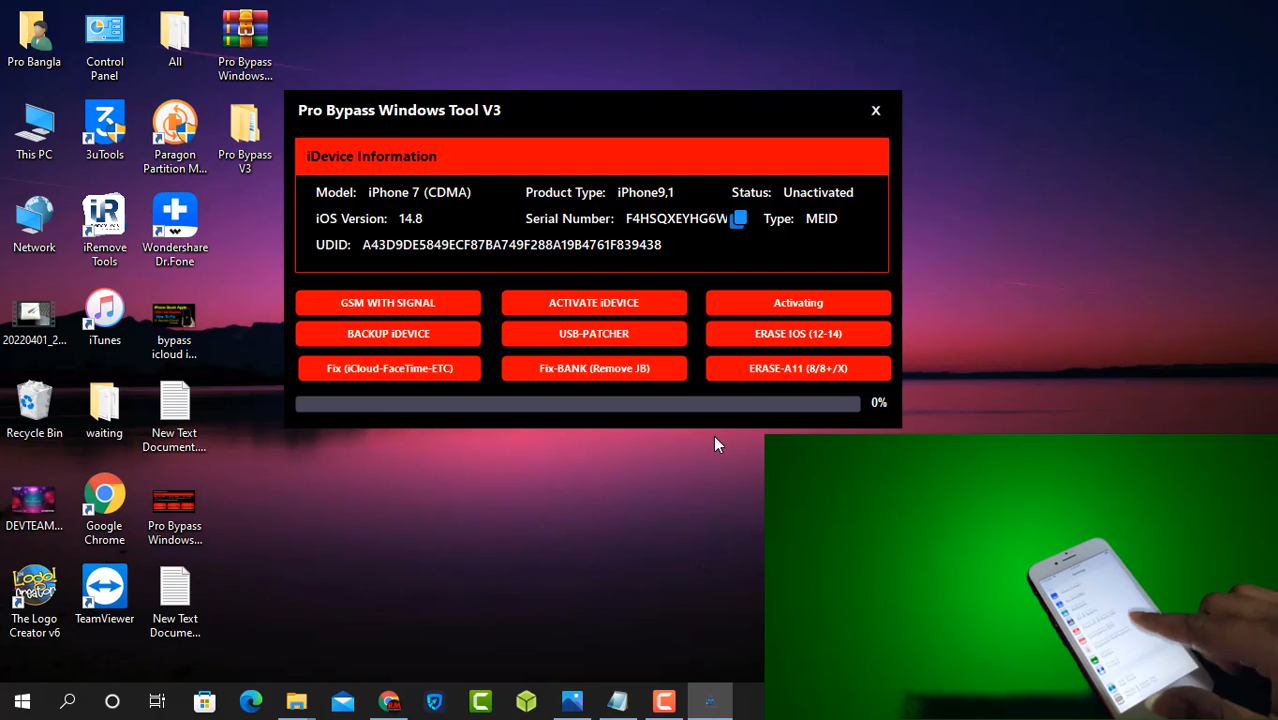 Pro Bangla
Control
Panel
All
Pro Bypass
Windows...
This PC
3uTools
Paragon
Partition M...
Pro Bypass
V3
Network
iR
iRemove
Tools
Wondershare
Dr.Fone
20220401_2...
iTunes
bypass
icloud i...
Recycle Bin
waiting
New Text
Document....
DEVTEAM...
Google
Chrome
Pro Bypass
Windows...
The Logo
Creator v6
TeamViewer
New Text
Docume...
Pro Bypass Windows Tool V3
X
iDevice Information
Model: iPhone 7 (CDMA)
Product Type: iPhone9,1
Status: Unactivated
iOS Version: 14.8
Serial Number: F4HSQXEYHG6W
Type: MEID
UDID: A43D9DE5849ECF87BA749F288A19B4761F839438
GSM WITH SIGNAL
ACTIVATE iDEVICE
Activating
BACKUP iDEVICE
USB-PATCHER
ERASE IOS (12-14)
Fix (iCloud-FaceTime-ETC)
Fix-BANK (Remove JB)
ERASE-A11 (8/8+/X)
0%